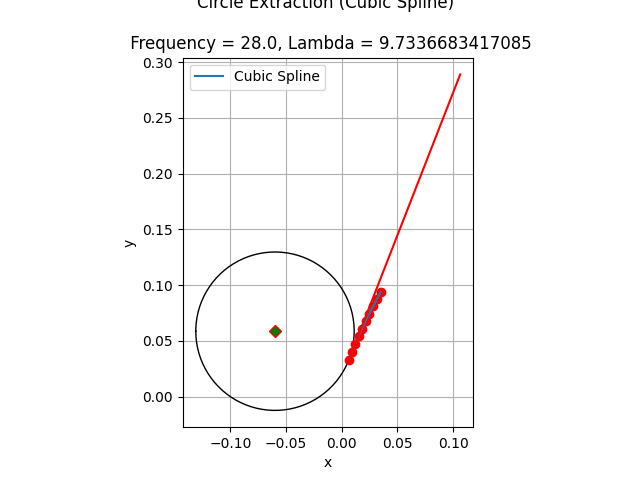 Circle Extraction (Cubic Spline)
Frequency = 28.0, Lambda = 9.7336683417085
Cubic Spline
0.30
0.25
0.20
0.15
0.10
0.05
0.00
y
−0.10
−0.05
0.00
0.05
0.10
x